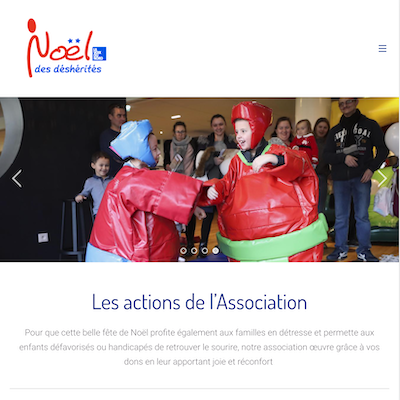 Noël
des déshérités
Les actions de l'Association
Pour que cette belle fête de Noël profite également aux familles en détresse et permette aux
enfants défavorisés ou handicapés de retrouver le sourire, notre association œuvre grâce à vos
dons en leur apportant joie et réconfort